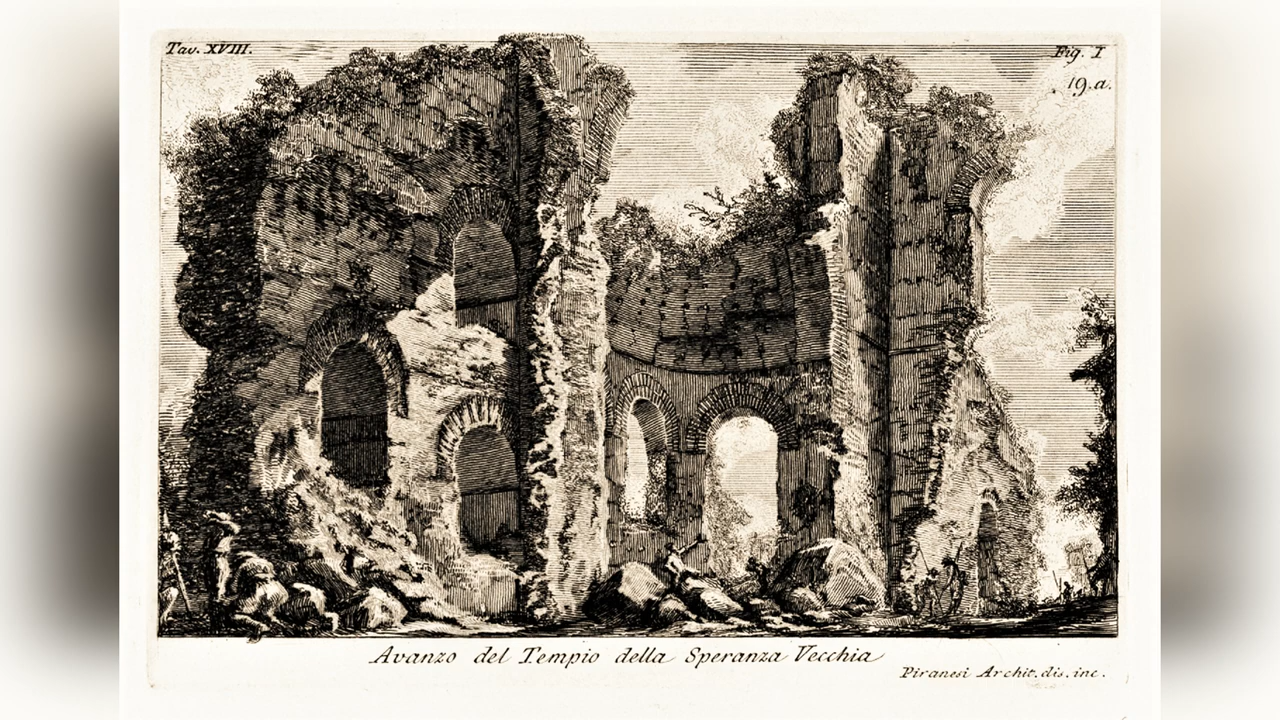 Tav. XVIII.
Fig. I
19.a.
Avanzo del Tempio della Speranza Vecchia
Piranesi Archit. dis. inc.